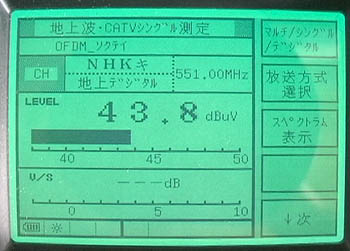 地上波・CATVシングル測定
OFDM_ソクテイ
CH
NHKキ
地上デジタル
551.00MHz
LEVEL
43.8 dBuV
40 45 50
V/S
---dB
0 5 10
マルチ/シングル
/デジタル
放送方式
選択
スペクトラム
表示
↓次